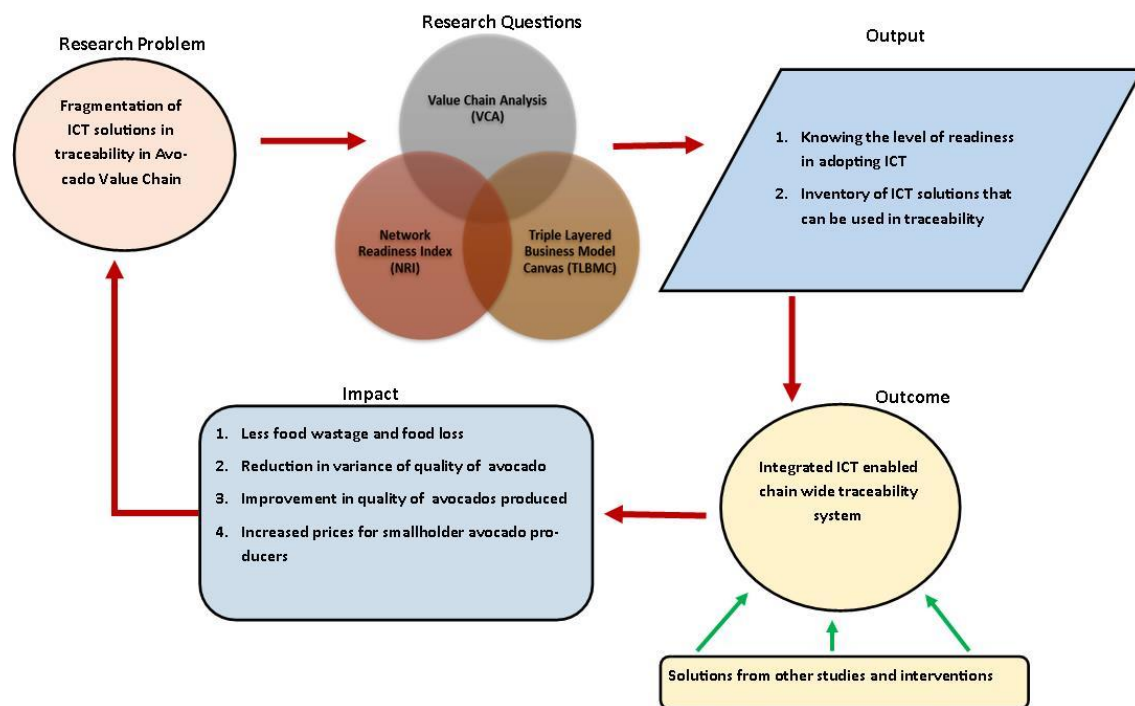 Research Problem
Fragmentation of
ICT solutions in
traceability in Avo-
cado Value Chain
Research Questions
Value Chain Analysis
(VCA)
Network
Readiness Index
(NRI)
Triple Layered
Business Model
Canvas (TLBMC)
Output
1. Knowing the level of readiness
in adopting ICT
2. Inventory of ICT solutions that
can be used in traceability
Outcome
Integrated ICT enabled
chain wide traceability
system
Solutions from other studies and interventions
Impact
1. Less food wastage and food loss
2. Reduction in variance of quality of avocado
3. Improvement in quality of avocados produced
4. Increased prices for smallholder avocado pro-
ducers